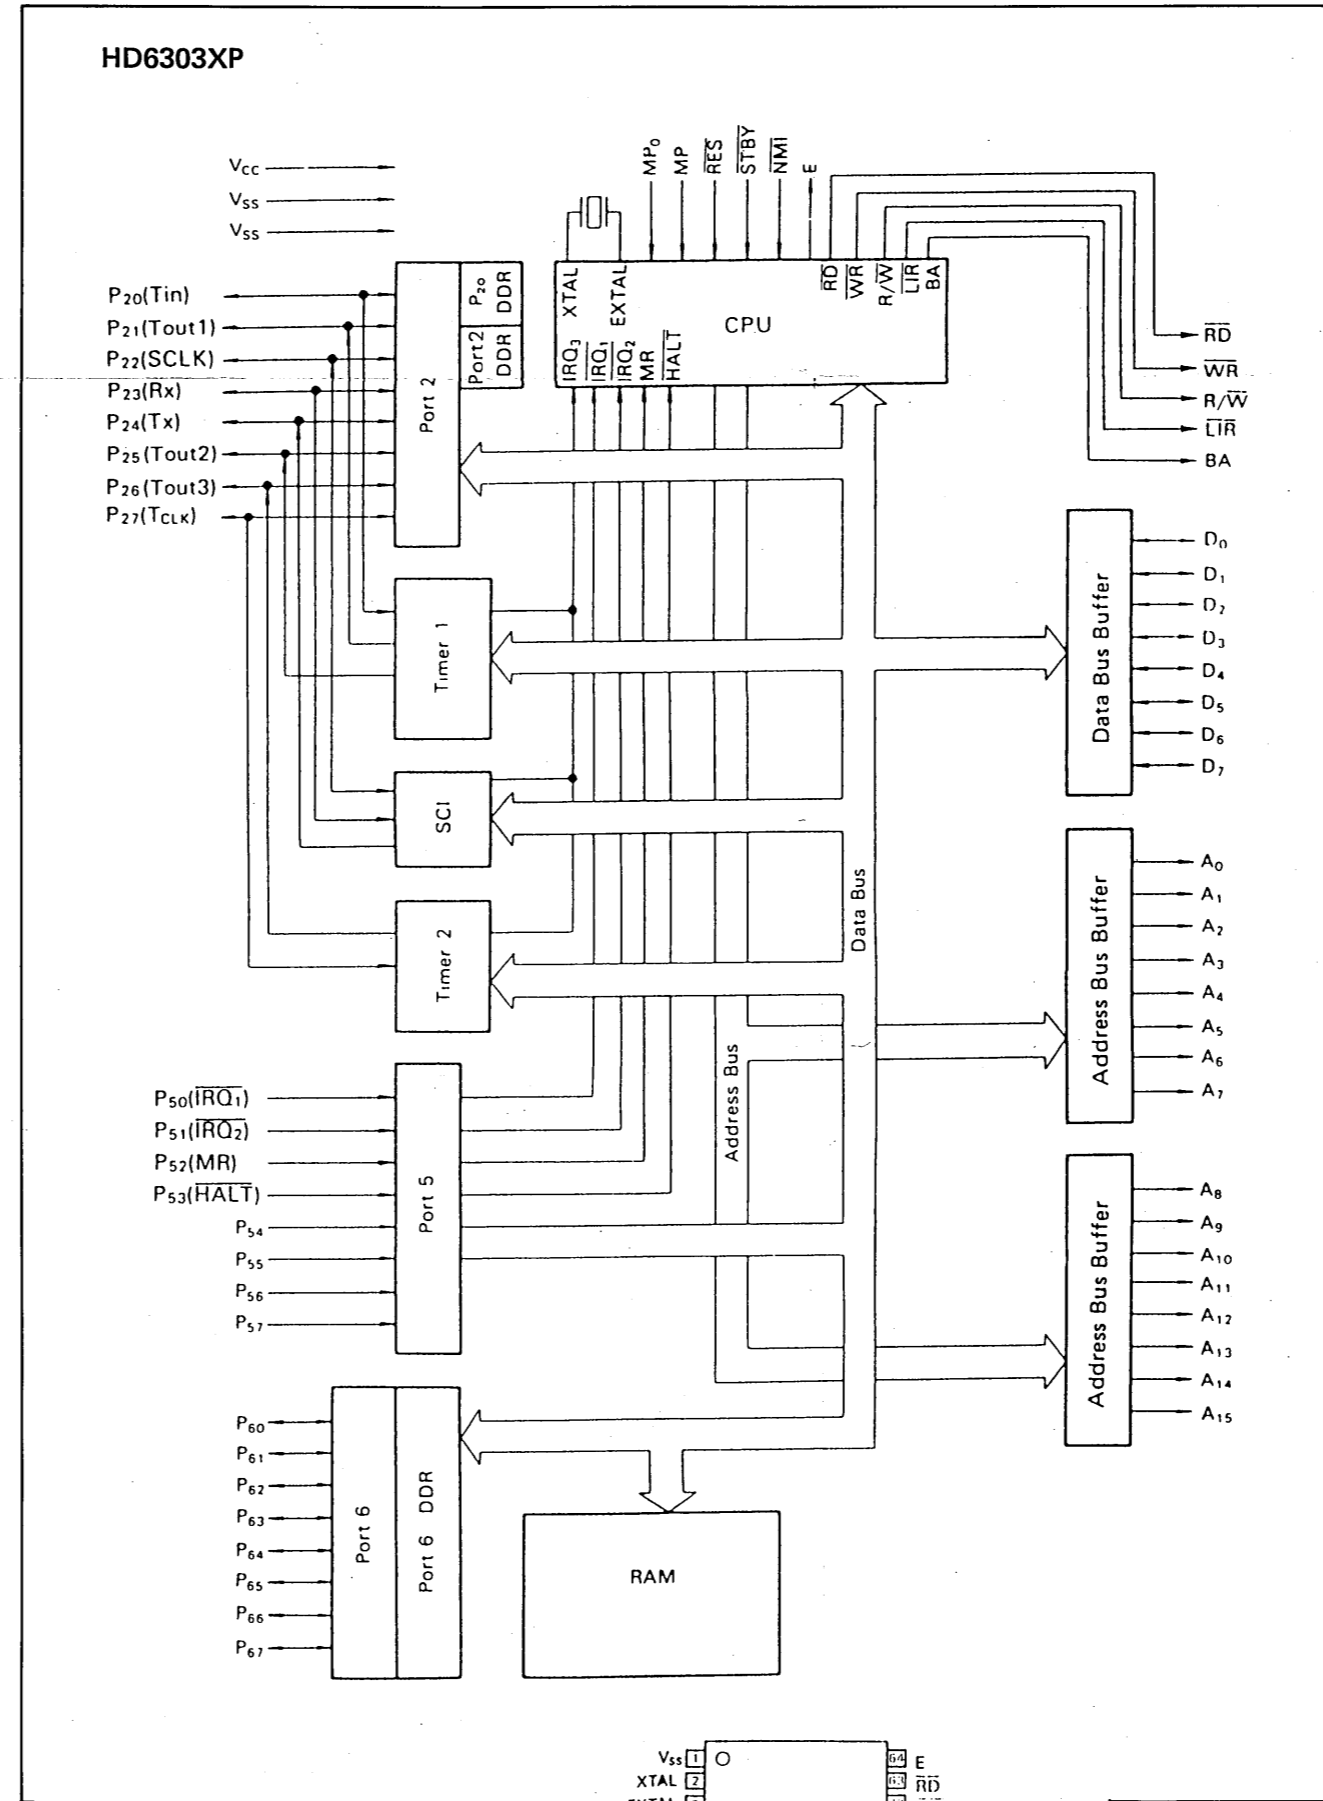 HD6303XP
VCC
VSS
VSS
MP0
MP
RES
STBY
NMI
E
XTAL
EXTAL
RD
WR
R/W
LIR
BA
CPU
IRQ3
IRQ1
IRQ2
MR
HALT
P20(Tin)
P21(Tout1)
P22(SCLK)
P23(Rx)
P24(Tx)
P25(Tout2)
P26(Tout3)
P27(TCLK)
Port 2
P20 DDR
Port2 DDR
RD
WR
R/W
LIR
BA
Data Bus Buffer
D0
D1
D2
D3
D4
D5
D6
D7
Timer 1
SCI
Timer 2
Data Bus
Address Bus
Address Bus Buffer
A0
A1
A2
A3
A4
A5
A6
A7
P50(IRQ1)
P51(IRQ2)
P52(MR)
P53(HALT)
P54
P55
P56
P57
Port 5
Address Bus Buffer
A8
A9
A10
A11
A12
A13
A14
A15
P60
P61
P62
P63
P64
P65
P66
P67
Port 6
Port 6 DDR
RAM
Vss 1
64 E
XTAL 2
63 RD